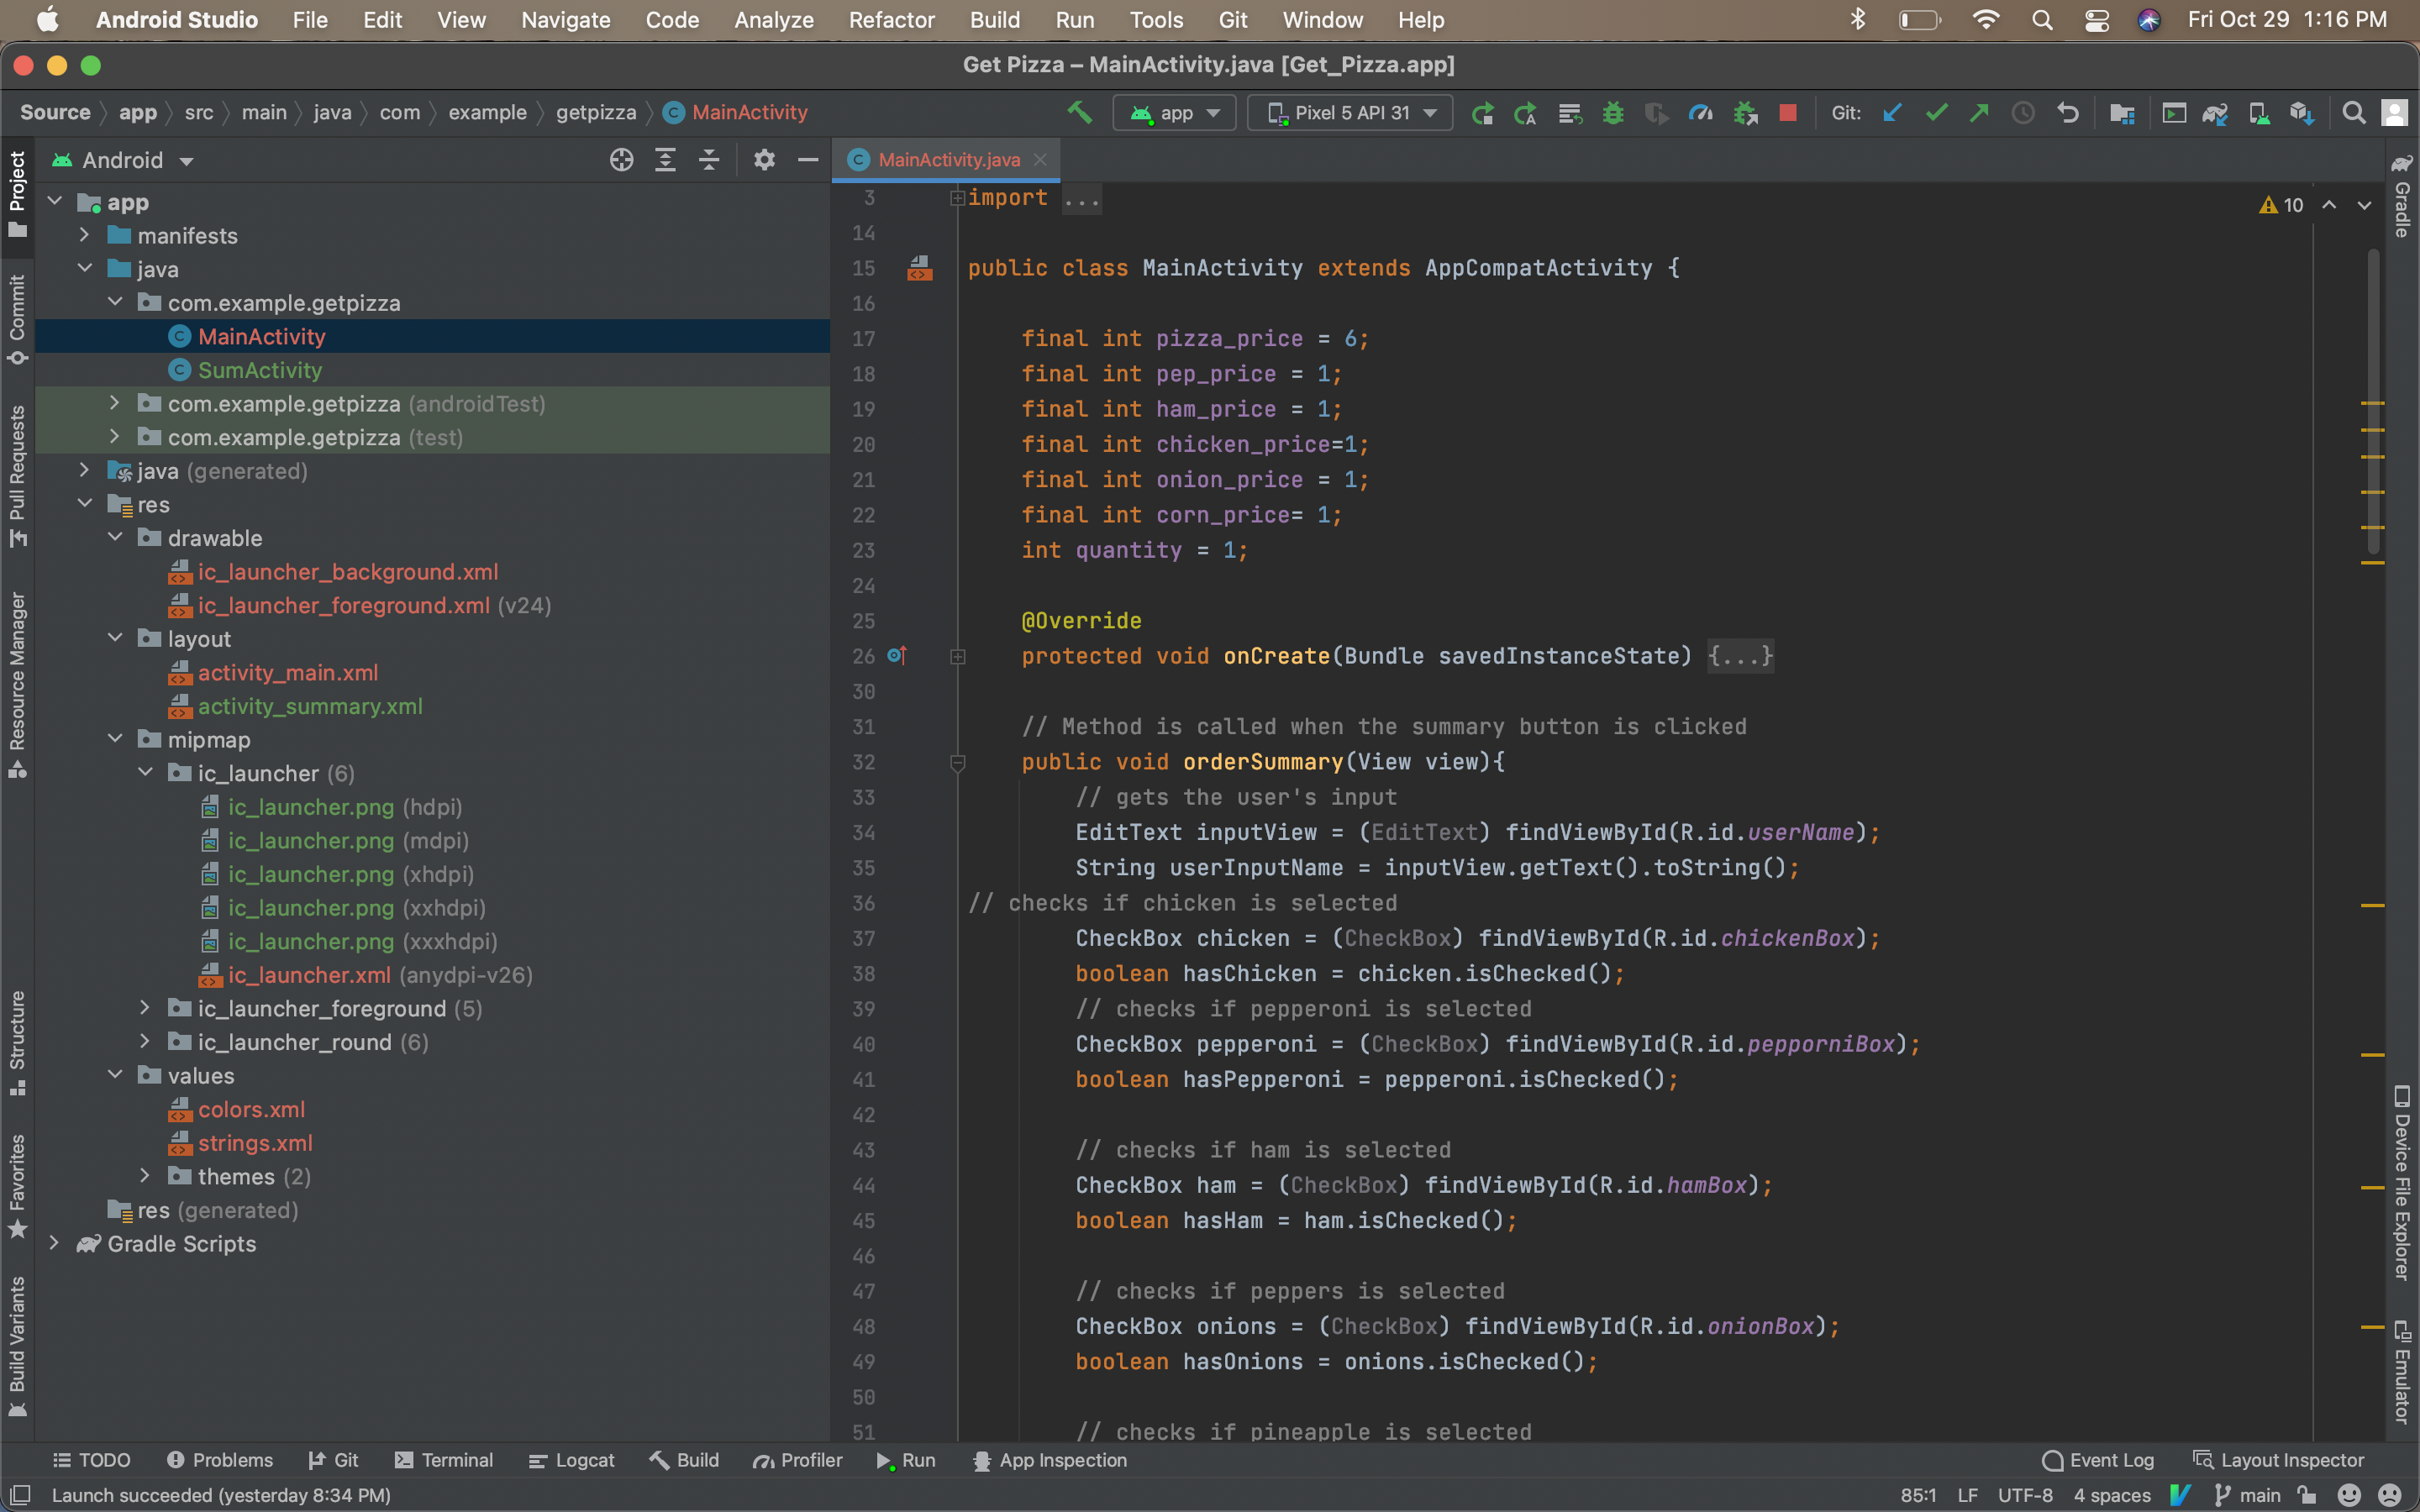 Android Studio File Edit View Navigate Code Analyze Refactor Build Run Tools Git Window Help Fri Oct 29 1:16 PM
Get Pizza – MainActivity.java [Get_Pizza.app]
Source app src main java com example getpizza MainActivity app Pixel 5 API 31 Git:
Project
Commit
Pull Requests
Resource Manager
Structure
Favorites
Build Variants
Android
app
manifests
java
com.example.getpizza
MainActivity
SumActivity
com.example.getpizza (androidTest)
com.example.getpizza (test)
java (generated)
res
drawable
ic_launcher_background.xml
ic_launcher_foreground.xml (v24)
layout
activity_main.xml
activity_summary.xml
mipmap
ic_launcher (6)
ic_launcher.png (hdpi)
ic_launcher.png (mdpi)
ic_launcher.png (xhdpi)
ic_launcher.png (xxhdpi)
ic_launcher.png (xxxhdpi)
ic_launcher.xml (anydpi-v26)
ic_launcher_foreground (5)
ic_launcher_round (6)
values
colors.xml
strings.xml
themes (2)
res (generated)
Gradle Scripts
MainActivity.java
10
3 import ...
14
15 public class MainActivity extends AppCompatActivity {
16
17 final int pizza_price = 6;
18 final int pep_price = 1;
19 final int ham_price = 1;
20 final int chicken_price=1;
21 final int onion_price = 1;
22 final int corn_price= 1;
23 int quantity = 1;
24
25 @Override
26 protected void onCreate(Bundle savedInstanceState) {...}
30
31 // Method is called when the summary button is clicked
32 public void orderSummary(View view){
33 // gets the user's input
34 EditText inputView = (EditText) findViewById(R.id.userName);
35 String userInputName = inputView.getText().toString();
36 // checks if chicken is selected
37 CheckBox chicken = (CheckBox) findViewById(R.id.chickenBox);
38 boolean hasChicken = chicken.isChecked();
39 // checks if pepperoni is selected
40 CheckBox pepperoni = (CheckBox) findViewById(R.id.pepporniBox);
41 boolean hasPepperoni = pepperoni.isChecked();
42
43 // checks if ham is selected
44 CheckBox ham = (CheckBox) findViewById(R.id.hamBox);
45 boolean hasHam = ham.isChecked();
46
47 // checks if peppers is selected
48 CheckBox onions = (CheckBox) findViewById(R.id.onionBox);
49 boolean hasOnions = onions.isChecked();
50
51 // checks if pineapple is selected
Gradle
Device File Explorer
Emulator
TODO Problems Git Terminal Logcat Build Profiler Run App Inspection Event Log Layout Inspector
Launch succeeded (yesterday 8:34 PM) 85:1 LF UTF-8 4 spaces main